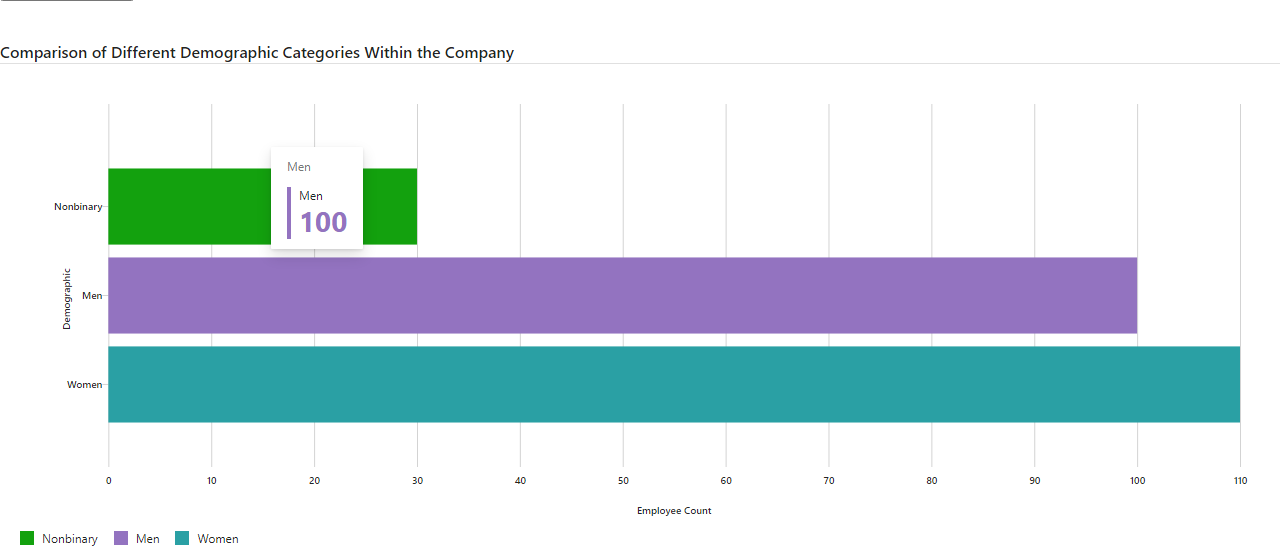 Comparison of Different Demographic Categories Within the Company
Men
Men
100
Nonbinary
Men
Women
Demographic
0 10 20 30 40 50 60 70 80 90 100 110
Employee Count
Nonbinary Men Women